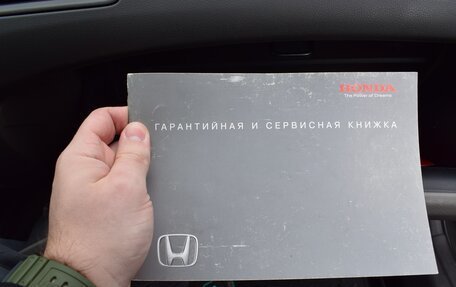 HONDA
The Power of Dreams
ГАРАНТИЙНАЯ И СЕРВИСНАЯ КНИЖКА